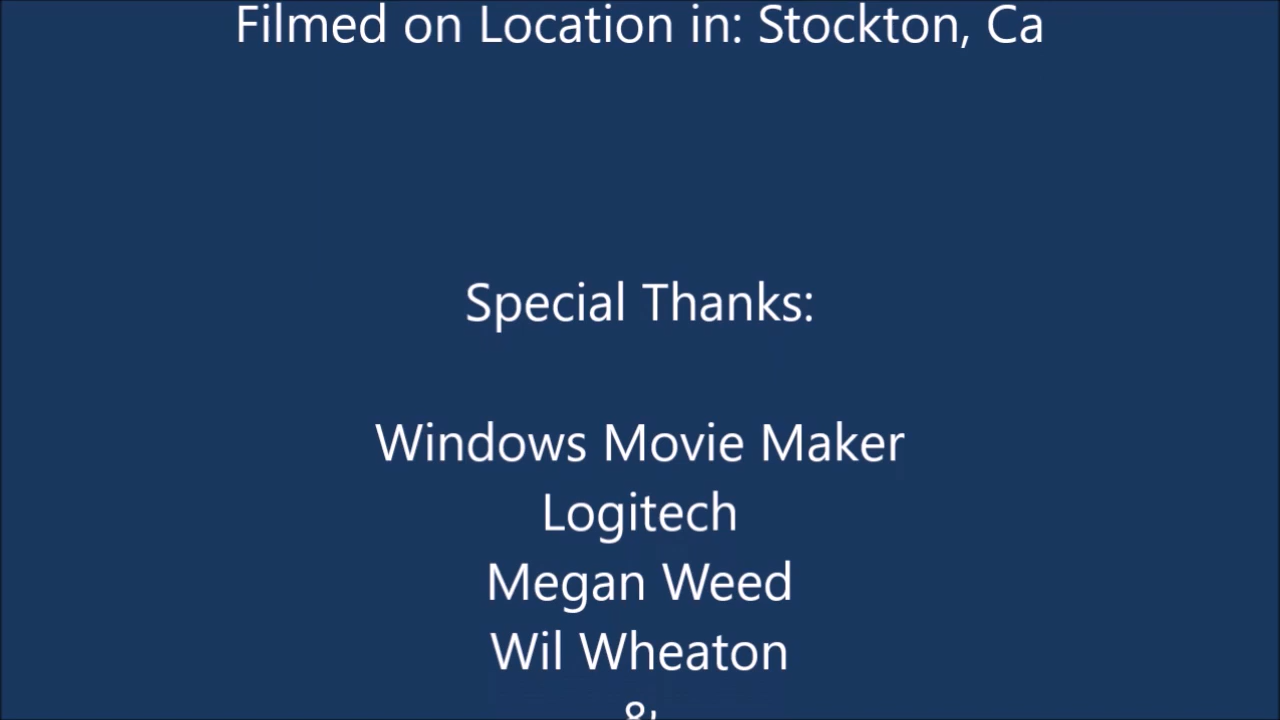 Filmed on Location in: Stockton, Ca
Special Thanks:
Windows Movie Maker
Logitech
Megan Weed
Wil Wheaton
&